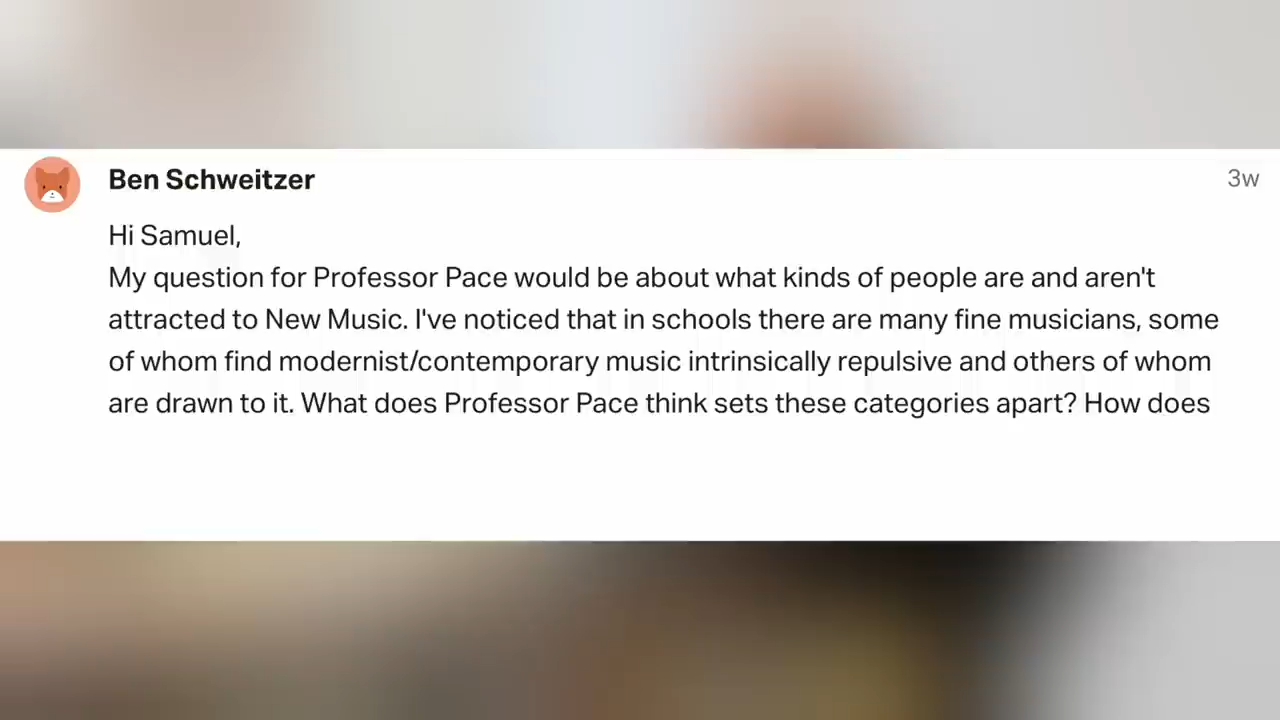 Ben Schweitzer
3w
Hi Samuel,
My question for Professor Pace would be about what kinds of people are and aren't
attracted to New Music. I've noticed that in schools there are many fine musicians, some
of whom find modernist/contemporary music intrinsically repulsive and others of whom
are drawn to it. What does Professor Pace think sets these categories apart? How does